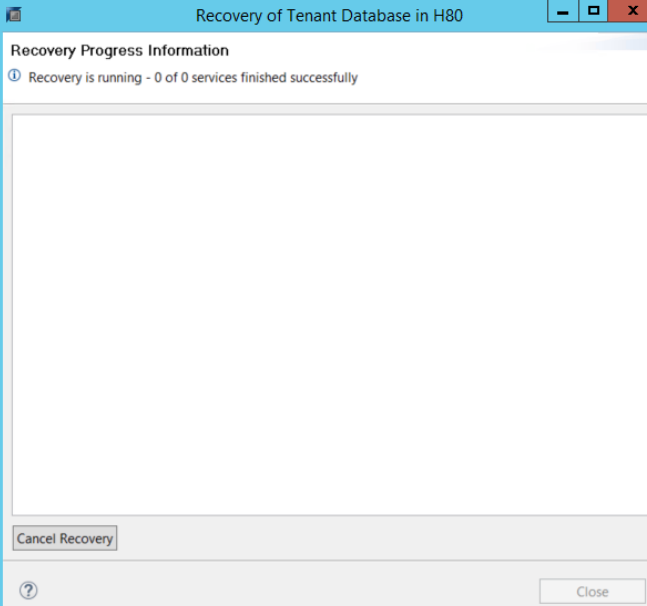 Recovery of Tenant Database in H80
Recovery Progress Information
Recovery is running - 0 of 0 services finished successfully
Cancel Recovery
Close